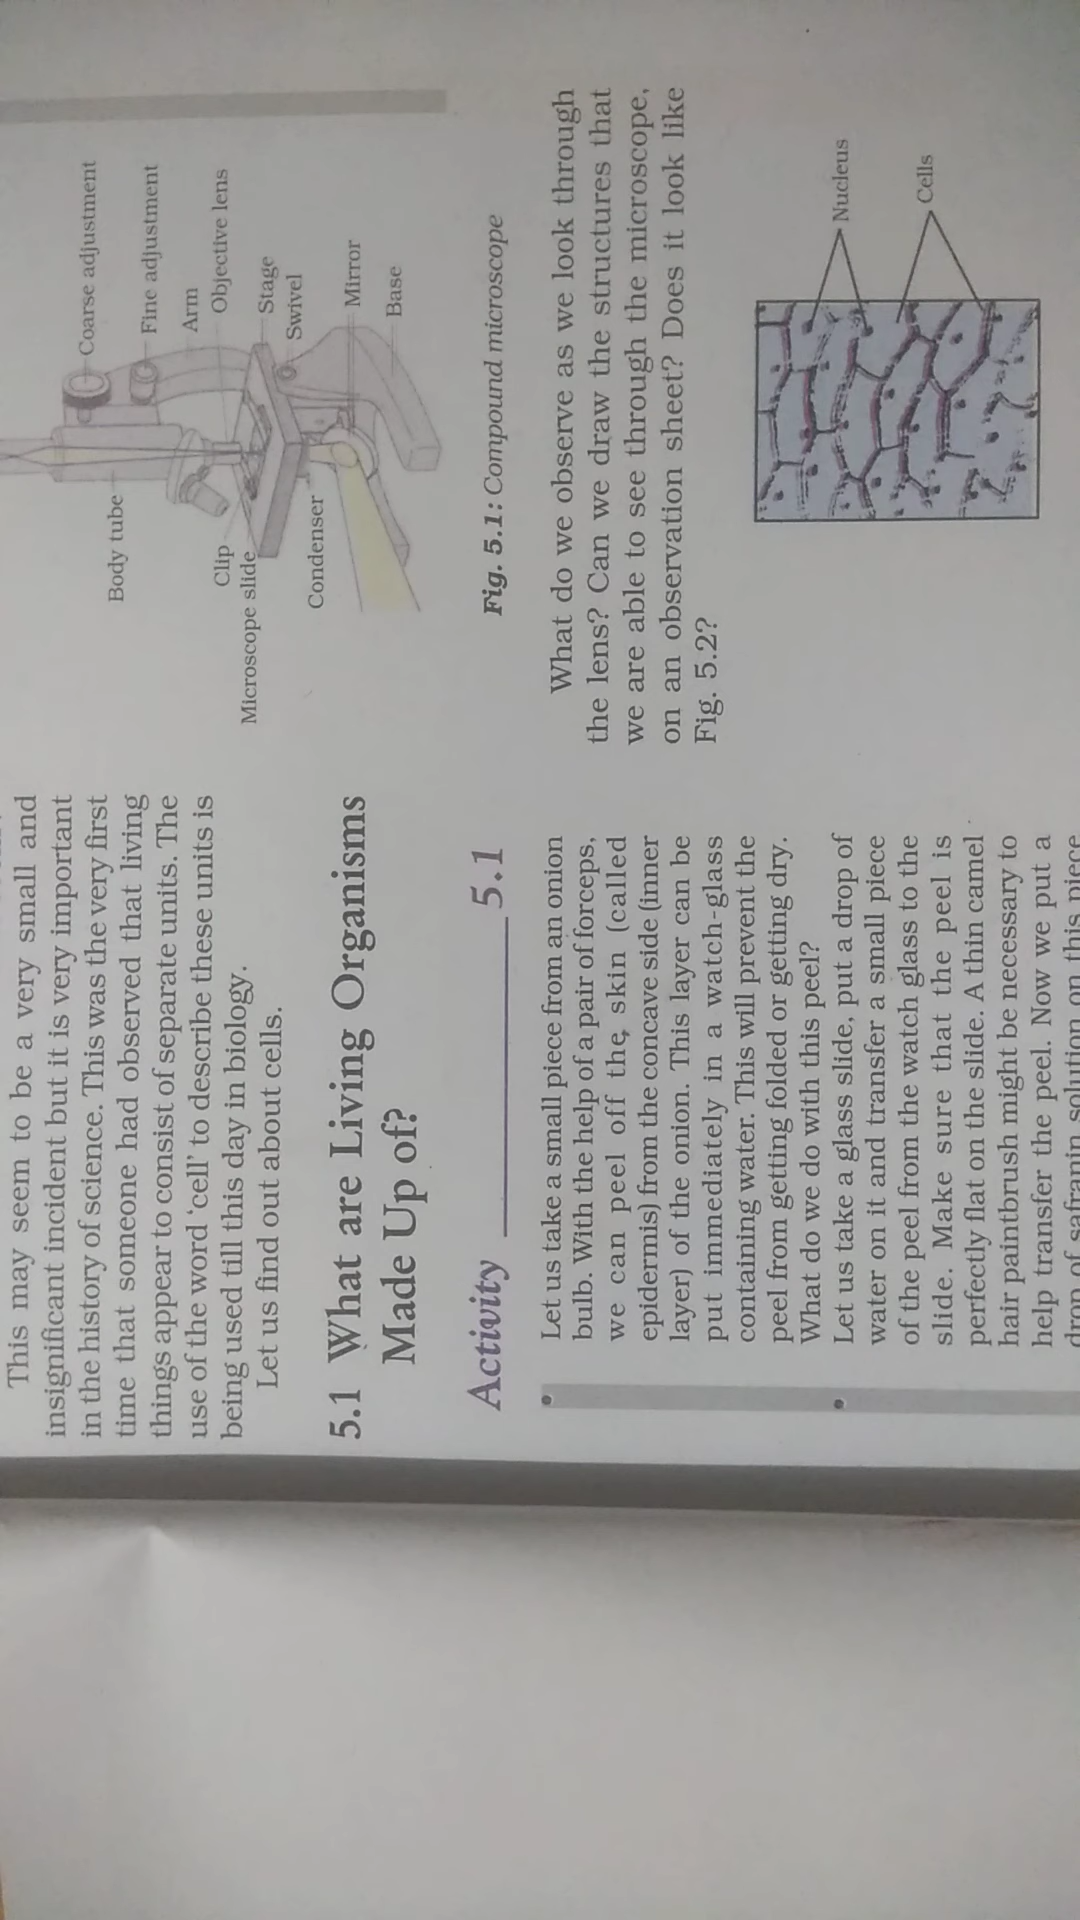 This may seem to be a very small and
insignificant incident but it is very important
in the history of science. This was the very first
time that someone had observed that living
things appear to consist of separate units. The
use of the word 'cell' to describe these units is
being used till this day in biology.
Let us find out about cells.
5.1 What are Living Organisms
Made Up of?
Activity 5.1
• Let us take a small piece from an onion
bulb. With the help of a pair of forceps,
we can peel off the skin (called
epidermis) from the concave side (inner
layer) of the onion. This layer can be
put immediately in a watch-glass
containing water. This will prevent the
peel from getting folded or getting dry.
What do we do with this peel?
• Let us take a glass slide, put a drop of
water on it and transfer a small piece
of the peel from the watch glass to the
slide. Make sure that the peel is
perfectly flat on the slide. A thin camel
hair paintbrush might be necessary to
help transfer the peel. Now we put a
drop of safranin solution on this piece
Coarse adjustment
Body tube
Fine adjustment
Arm
Objective lens
Clip
Microscope slide
Stage
Swivel
Condenser
Mirror
Base
Fig. 5.1: Compound microscope
What do we observe as we look through
the lens? Can we draw the structures that
we are able to see through the microscope,
on an observation sheet? Does it look like
Fig. 5.2?
Nucleus
Cells